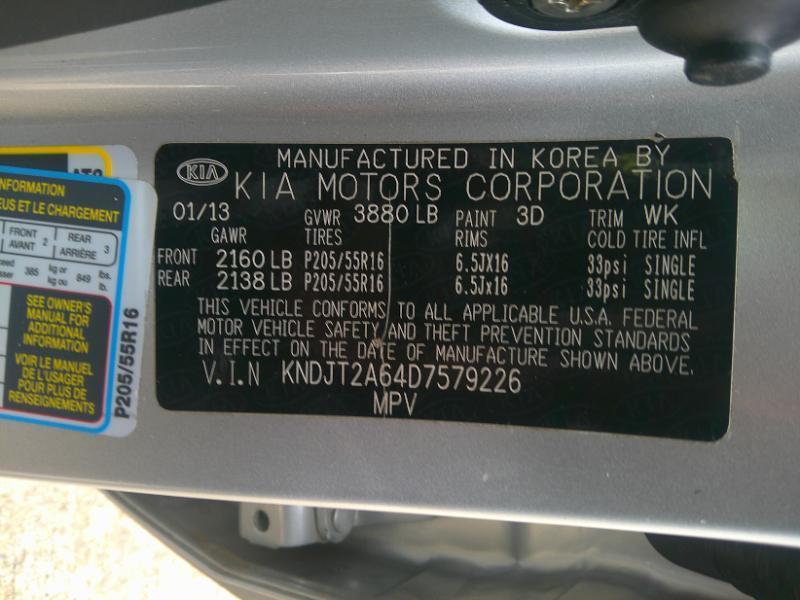 KIA
MANUFACTURED IN KOREA BY
KIA MOTORS CORPORATION
01/13 GVWR 3880 LB PAINT 3D TRIM WK
GAWR TIRES RIMS COLD TIRE INFL
FRONT 2160 LB P205/55R16 6.5JX16 33psi SINGLE
REAR 2138 LB P205/55R16 6.5Jx16 33psi SINGLE
THIS VEHICLE CONFORMS TO ALL APPLICABLE U.S.A. FEDERAL
MOTOR VEHICLE SAFETY AND THEFT PREVENTION STANDARDS
IN EFFECT ON THE DATE OF MANUFACTURE SHOWN ABOVE.
V.I.N KNDJT2A64D7579226
MPV
INFORMATION
EUS ET LE CHARGEMENT
FRONT 2 REAR 3
AVANT ARRIÈRE
385 kg or 849 lbs.
kg ou lb.
SEE OWNER'S
MANUAL FOR
ADDITIONAL
INFORMATION
VOIR LE MANUEL
DE L'USAGER
POUR PLUS DE
RENSEIGNEMENTS
P205/55R16